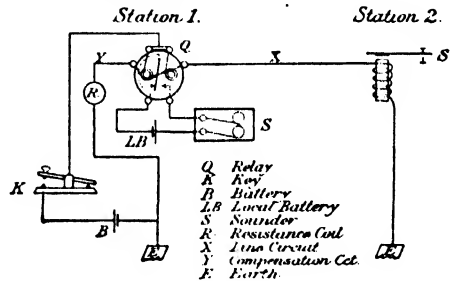 Station 1.
Station 2.
Y
Q
X
S
R
LB
S
K
B
E
E
Q Relay
K Key
B Battery
LB Local Battery
S Sounder
R Resistance Coil
X Line Circuit
Y Compensation Cct.
E Earth.